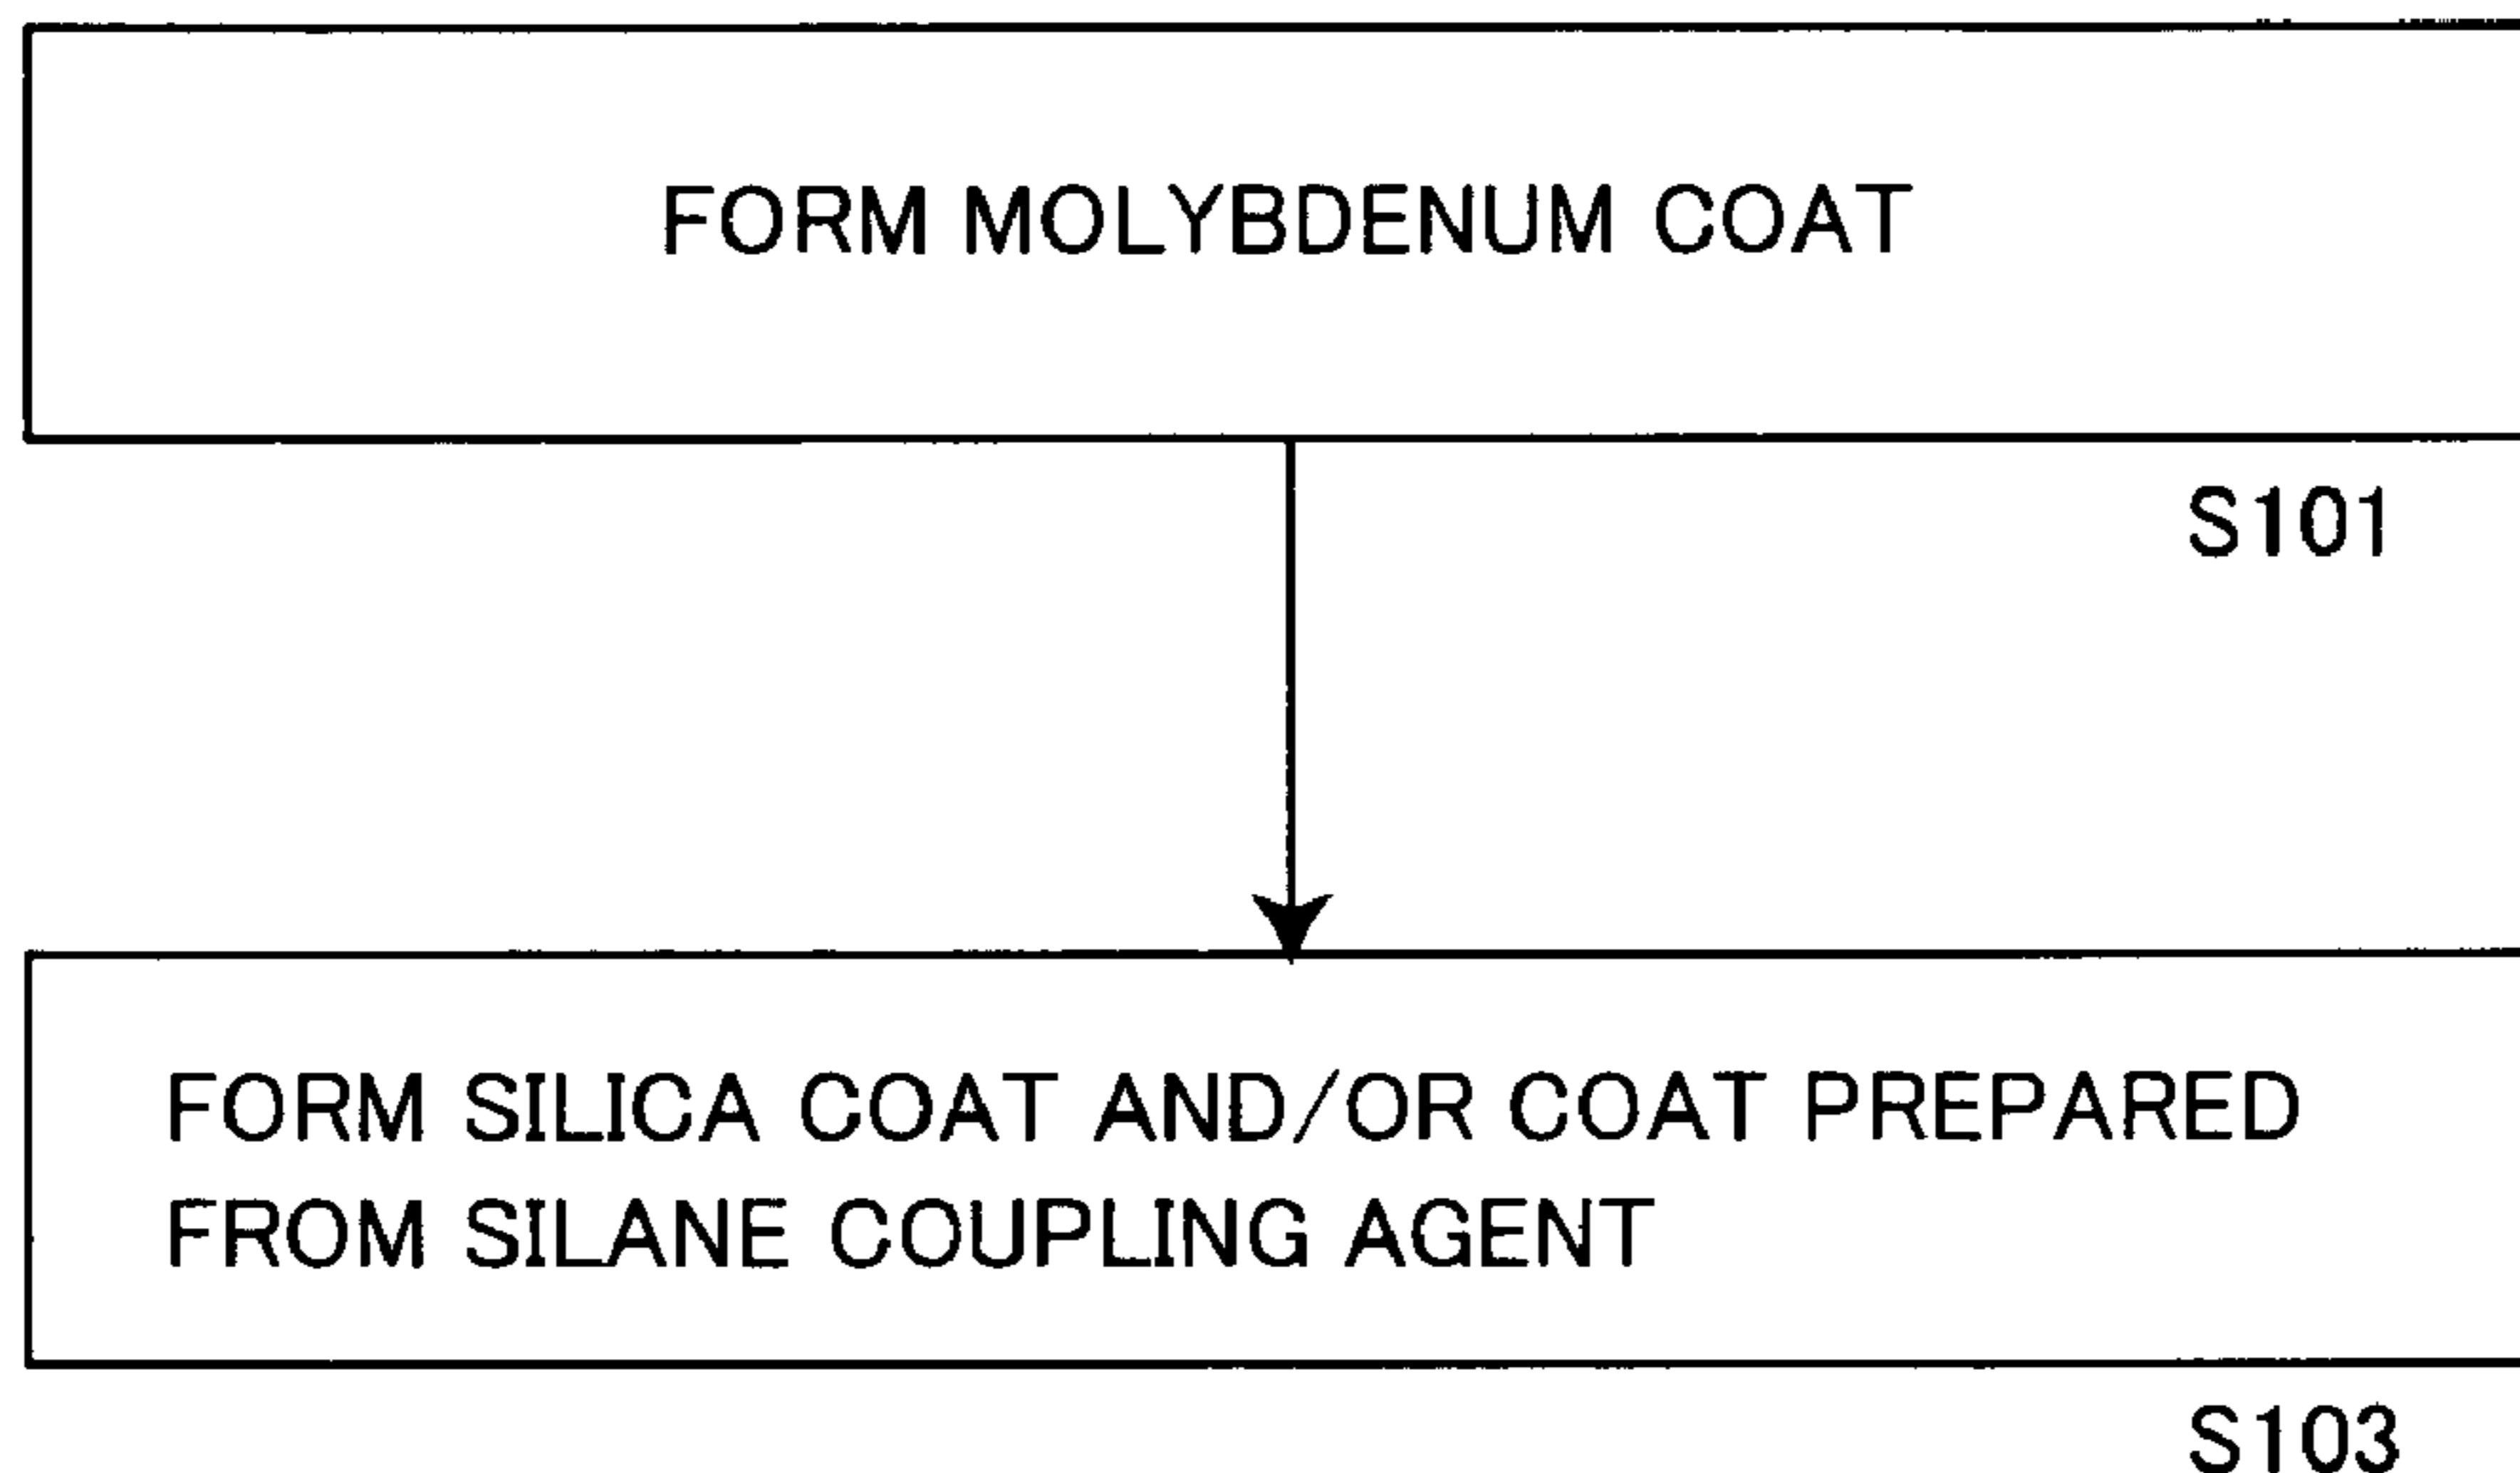 FORM MOLYBDENUM COAT
S101
FORM SILICA COAT AND/OR COAT PREPARED
FROM SILANE COUPLING AGENT
S103